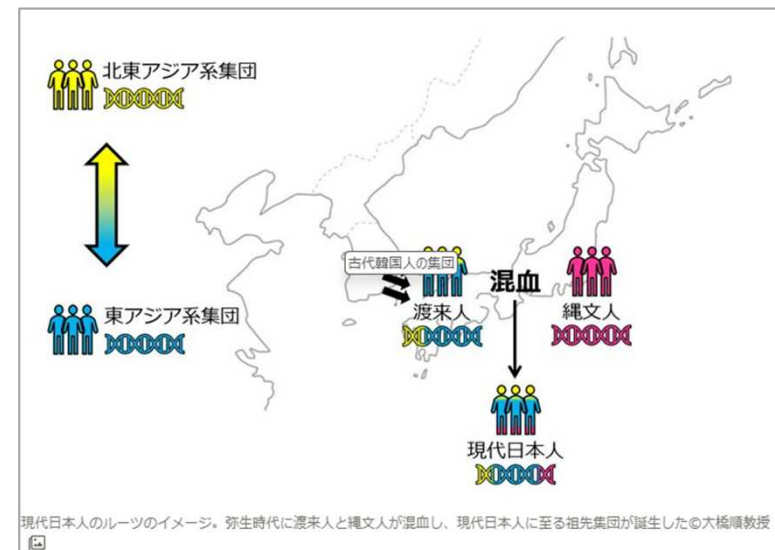 北東アジア系集団
古代韓国人の集団
混血
東アジア系集団
渡来人
縄文人
現代日本人
現代日本人のルーツのイメージ。弥生時代に渡来人と縄文人が混血し、現代日本人に至る祖先集団が誕生した©大橋順教授